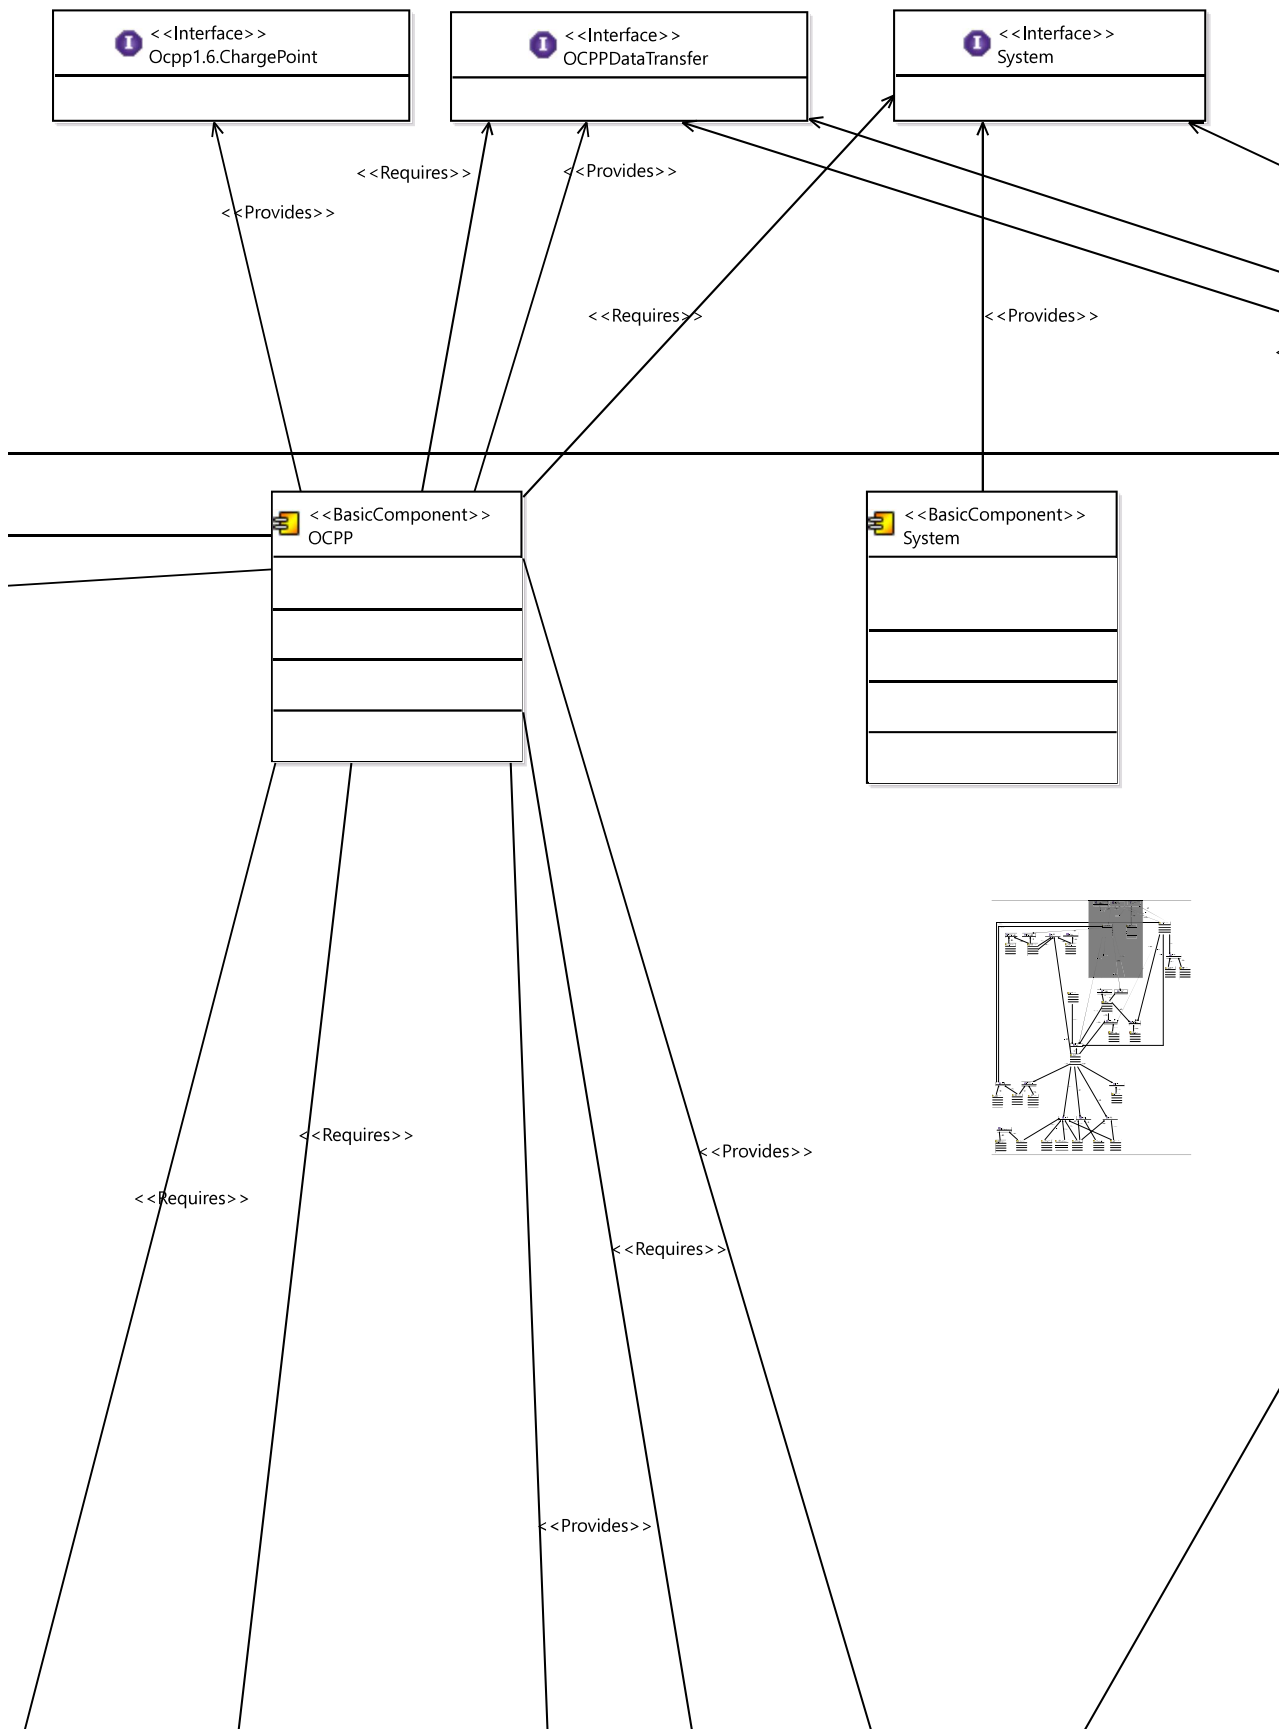 <<Interface>>
Ocpp1.6.ChargePoint
<<Interface>>
OCPPDataTransfer
<<Interface>>
System
<<Requires>>
<<Provides>>
<<Provides>>
<<Requires>>
<<Provides>>
<<BasicComponent>>
OCPP
<<BasicComponent>>
System
<<Requires>>
<<Provides>>
<<Requires>>
<<Requires>>
<<Provides>>